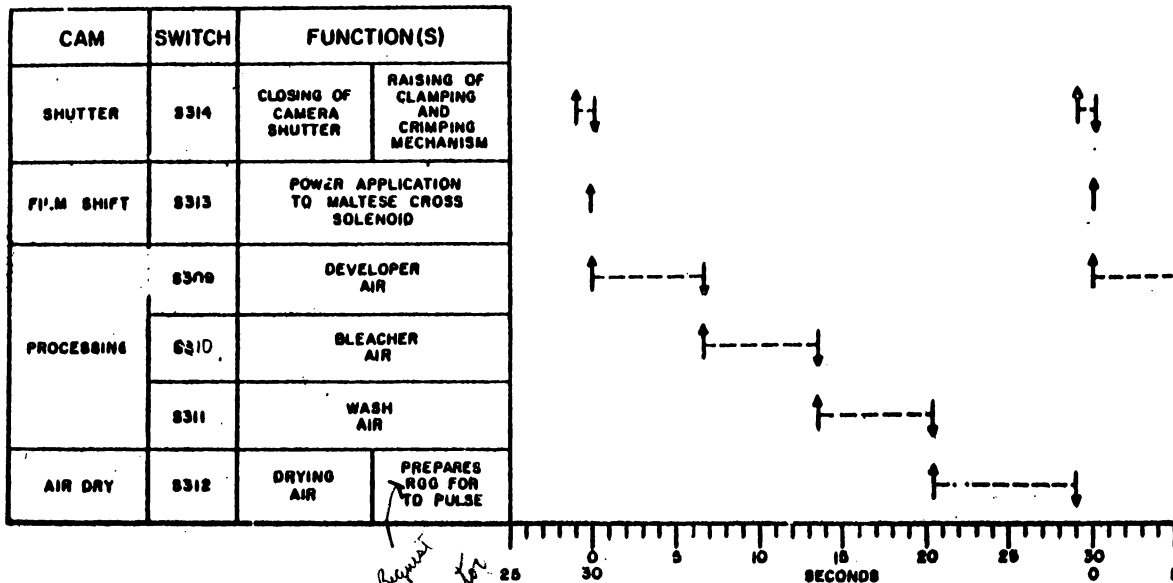 CAM SWITCH FUNCTION(S)
SHUTTER S314 CLOSING OF CAMERA SHUTTER RAISING OF CLAMPING AND CRIMPING MECHANISM
FILM SHIFT S313 POWER APPLICATION TO MALTESE CROSS SOLENOID
PROCESSING
S309 DEVELOPER AIR
S310 BLEACHER AIR
S311 WASH AIR
AIR DRY S312 DRYING AIR PREPARES RGG FOR TD PULSE
Request for
25 0 5 10 15 20 25 30
30 SECONDS 0